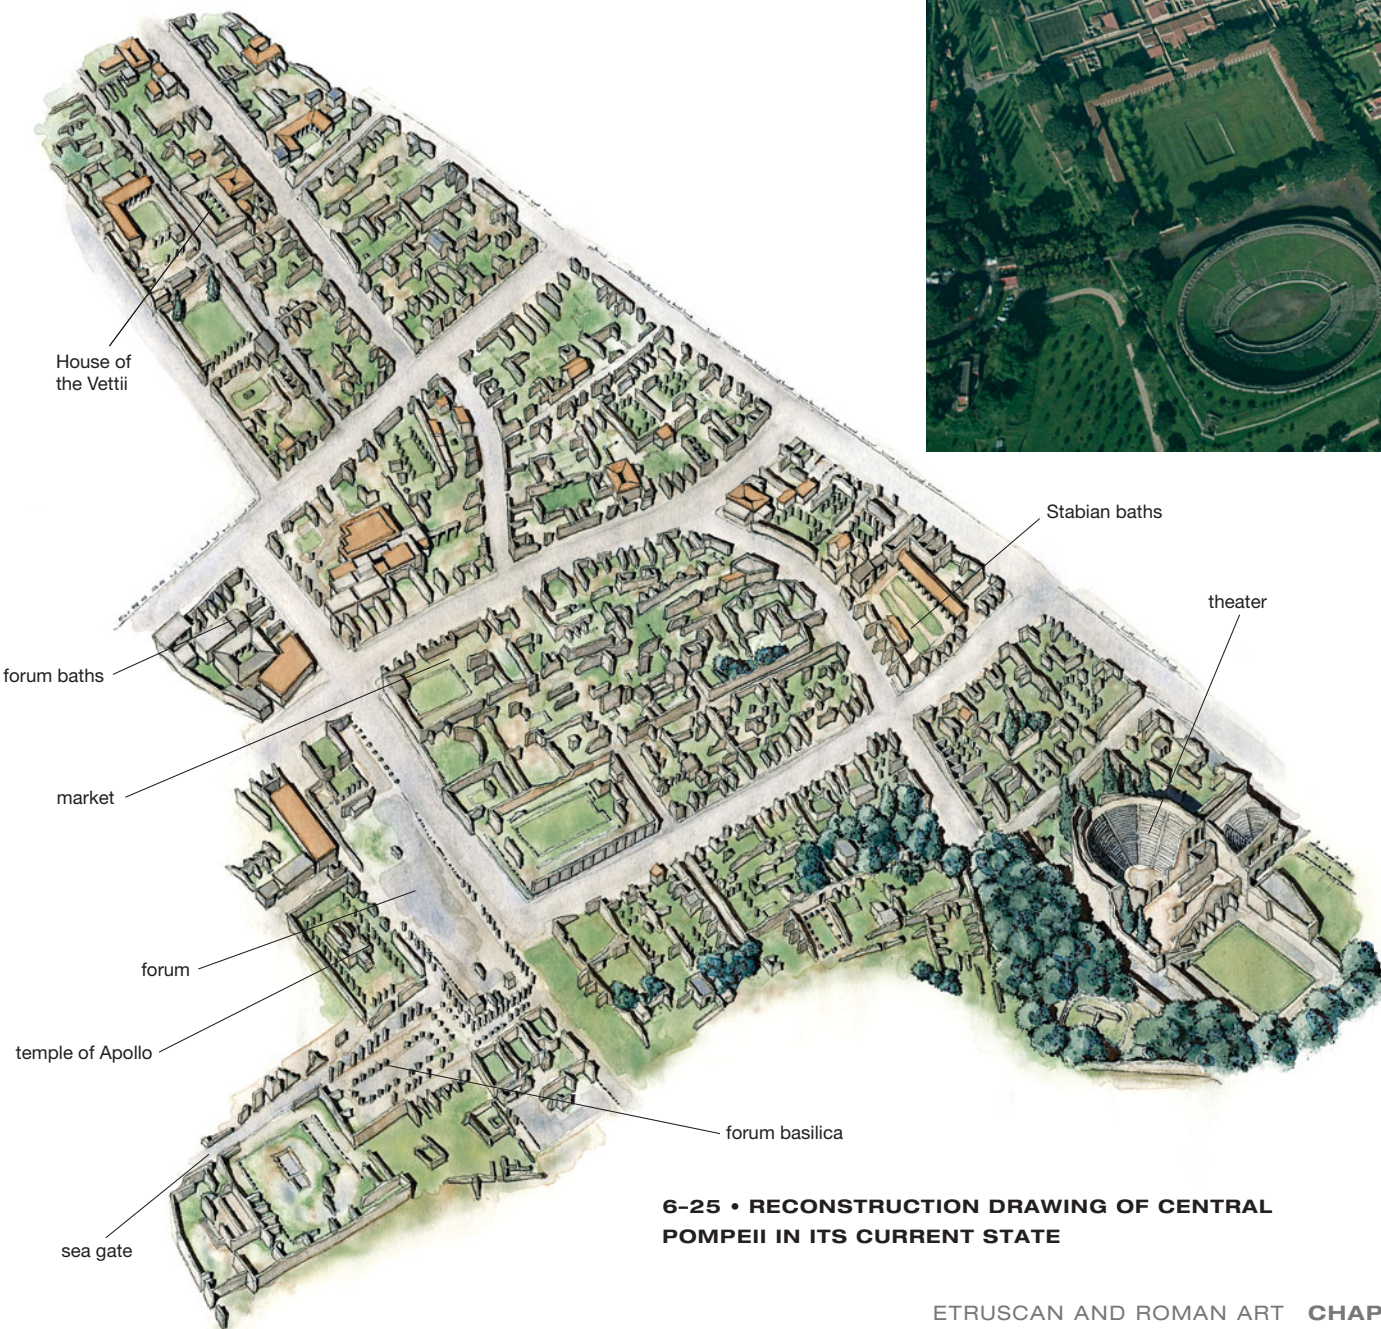 House of
the Vettii
Stabian baths
theater
forum baths
market
forum
temple of Apollo
forum basilica
sea gate
6-25 • RECONSTRUCTION DRAWING OF CENTRAL
POMPEII IN ITS CURRENT STATE
ETRUSCAN AND ROMAN ART CHAP